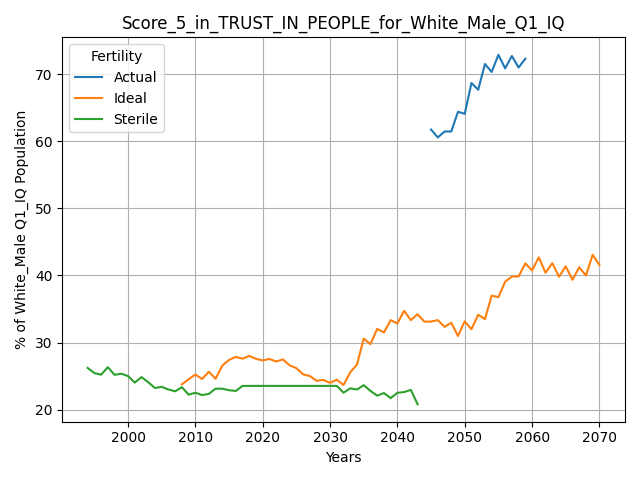 Score_5_in_TRUST_IN_PEOPLE_for_White_Male_Q1_IQ
Fertility
Actual
Ideal
Sterile
% of White_Male Q1_IQ Population
70
60
50
40
30
20
2000 2010 2020 2030 2040 2050 2060 2070
Years